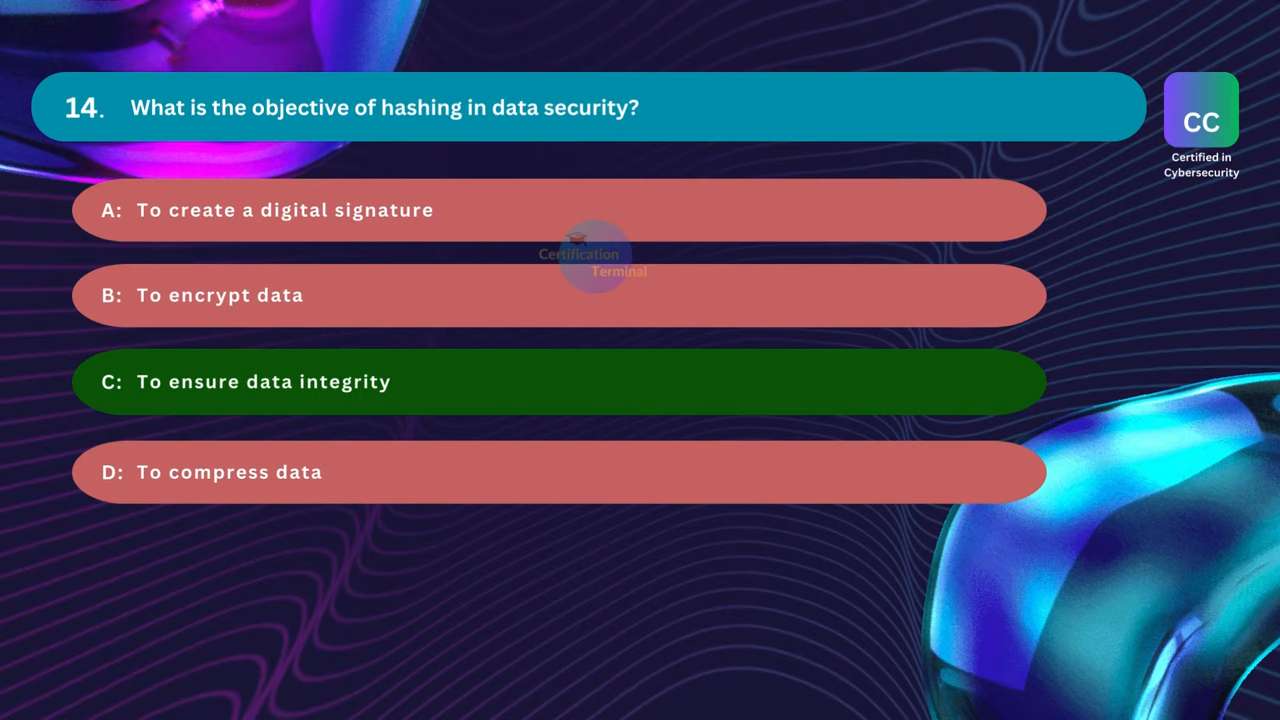 14. What is the objective of hashing in data security?
CC
Certified in
Cybersecurity
A: To create a digital signature
Certification
Terminal
B: To encrypt data
C: To ensure data integrity
D: To compress data